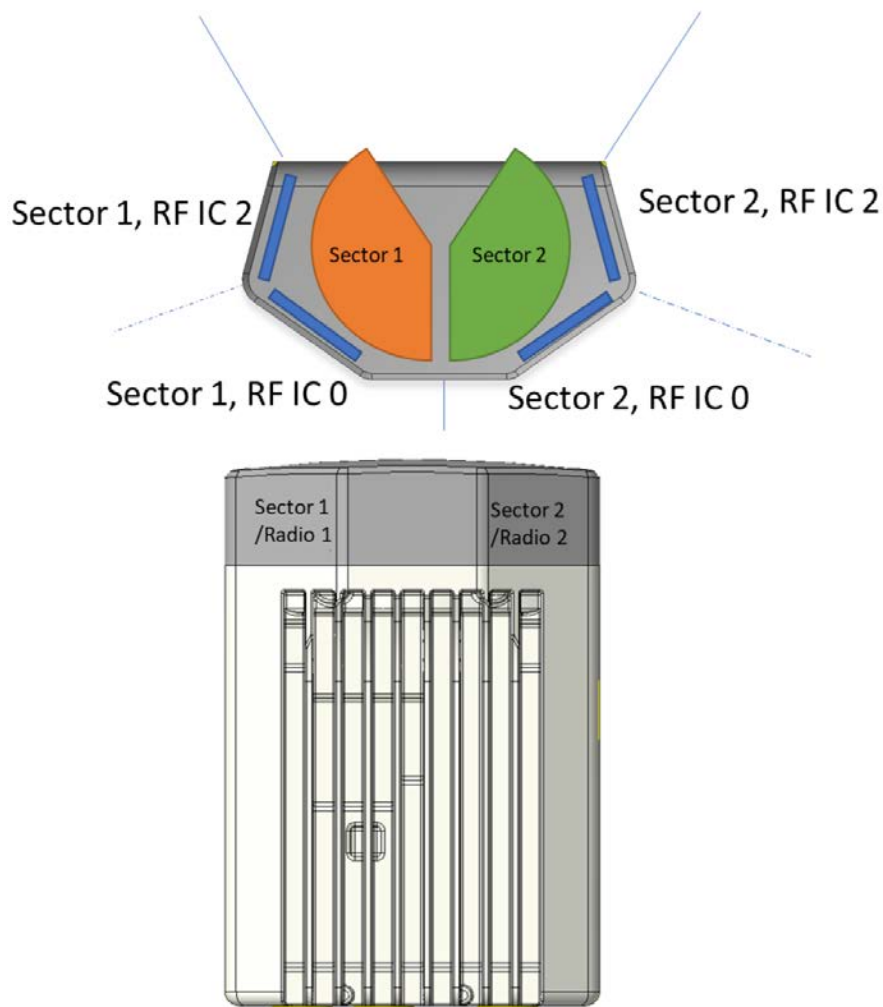 Sector 1, RF IC 2
Sector 2, RF IC 2
Sector 1
Sector 2
Sector 1, RF IC 0
Sector 2, RF IC 0
Sector 1
/Radio 1
Sector 2
/Radio 2